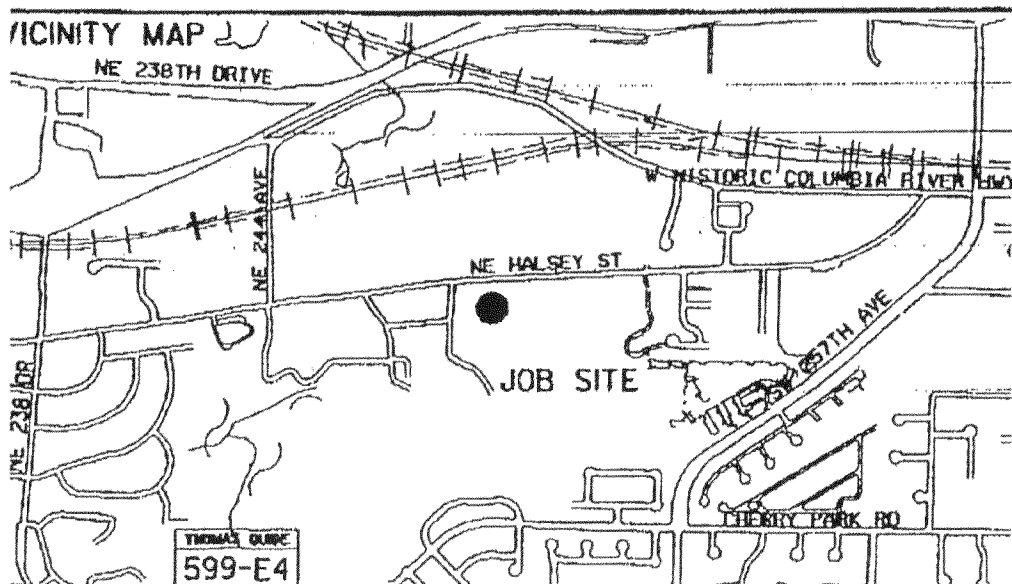 VICINITY MAP
NE 238TH DRIVE
NE 244 AVE
W HISTORIC COLUMBIA RIVER HWY
NE HALSEY ST
257TH AVE
JOB SITE
NE 238 DR
CHERRY PARK RD
THOMAS GUIDE
599-E4